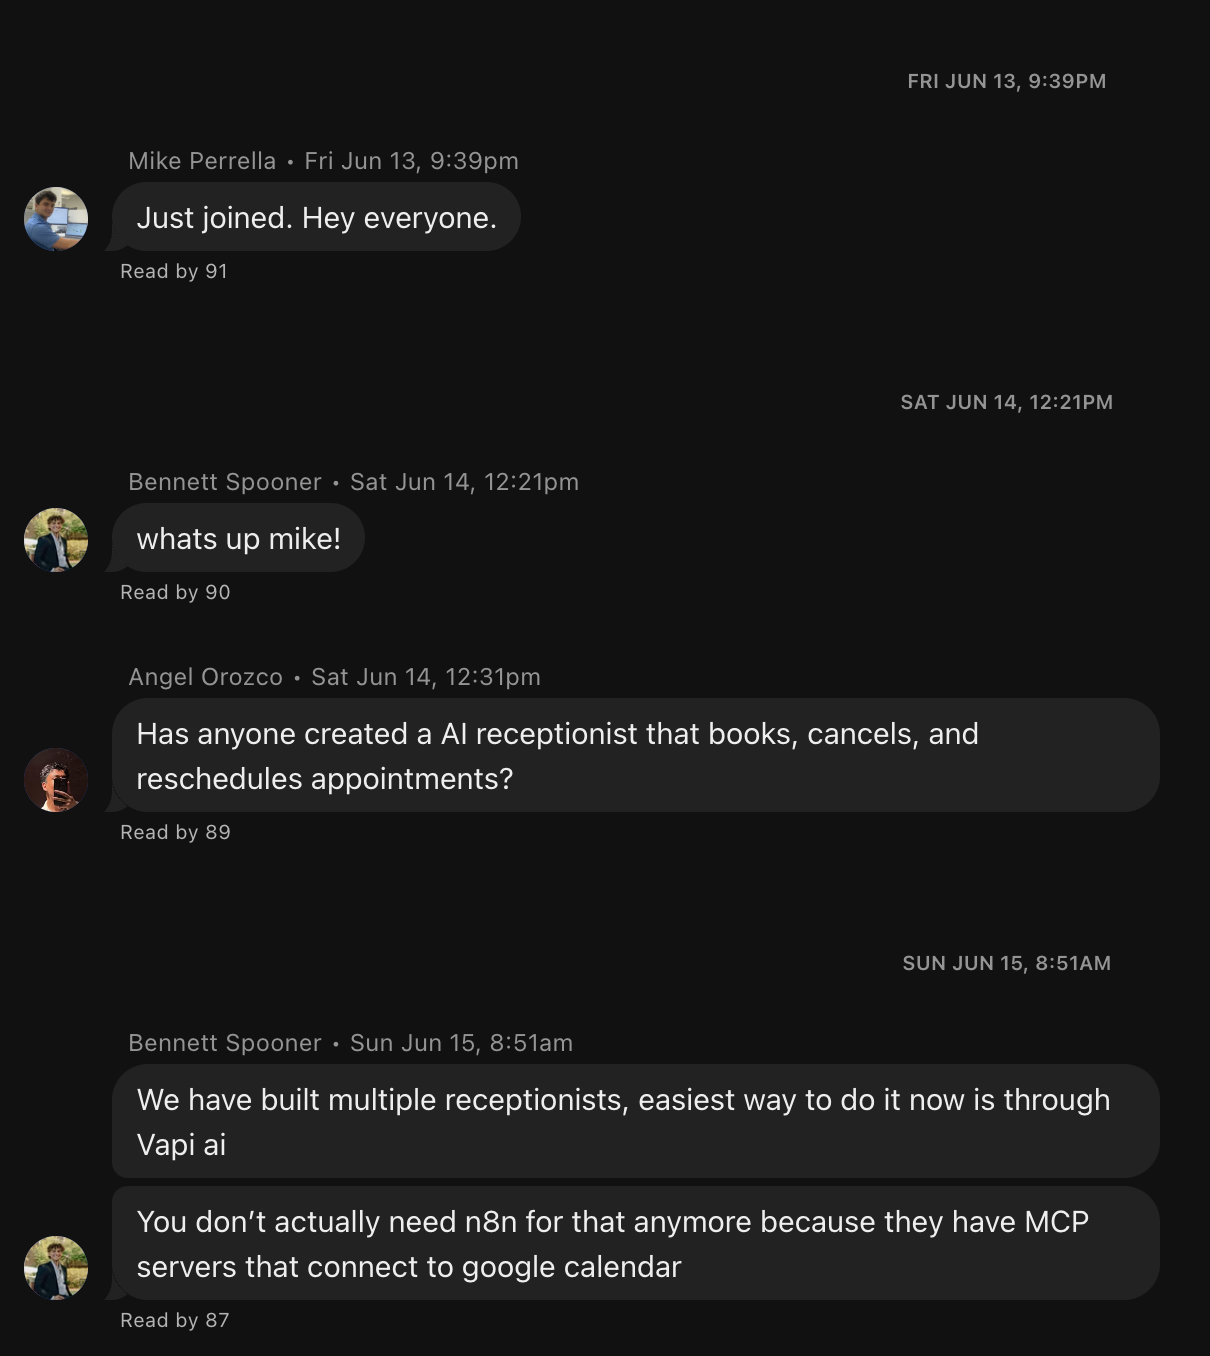 FRI JUN 13, 9:39PM
Mike Perrella • Fri Jun 13, 9:39pm
Just joined. Hey everyone.
Read by 91
SAT JUN 14, 12:21PM
Bennett Spooner • Sat Jun 14, 12:21pm
whats up mike!
Read by 90
Angel Orozco • Sat Jun 14, 12:31pm
Has anyone created a AI receptionist that books, cancels, and
reschedules appointments?
Read by 89
SUN JUN 15, 8:51AM
Bennett Spooner • Sun Jun 15, 8:51am
We have built multiple receptionists, easiest way to do it now is through
Vapi ai
You don’t actually need n8n for that anymore because they have MCP
servers that connect to google calendar
Read by 87